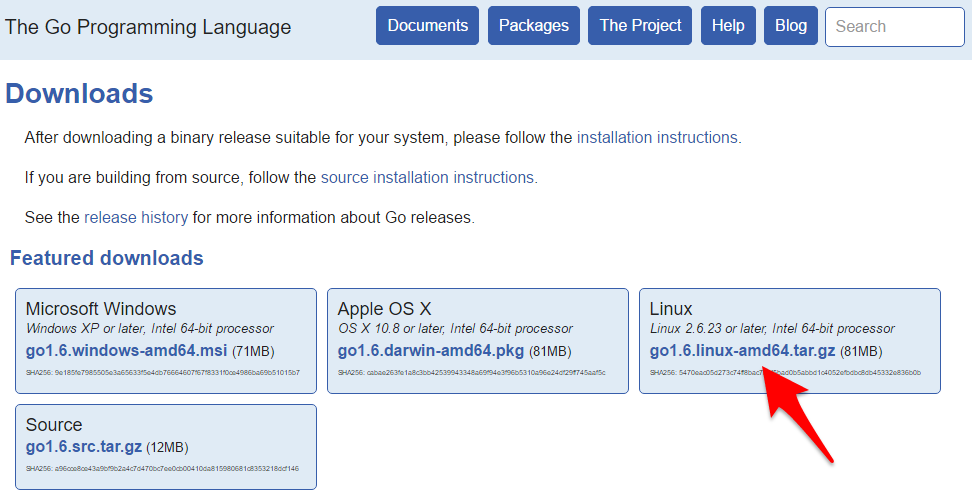 The Go Programming Language
Documents
Packages
The Project
Help
Blog
Search
Downloads
After downloading a binary release suitable for your system, please follow the installation instructions.
If you are building from source, follow the source installation instructions.
See the release history for more information about Go releases.
Featured downloads
Microsoft Windows
Windows XP or later, Intel 64-bit processor
go1.6.windows-amd64.msi (71MB)
SHA256:
Apple OS X
OS X 10.8 or later, Intel 64-bit processor
go1.6.darwin-amd64.pkg (81MB)
SHA256:
Linux
Linux 2.6.23 or later, Intel 64-bit processor
go1.6.linux-amd64.tar.gz (81MB)
SHA256:
Source
go1.6.src.tar.gz (12MB)
SHA256: